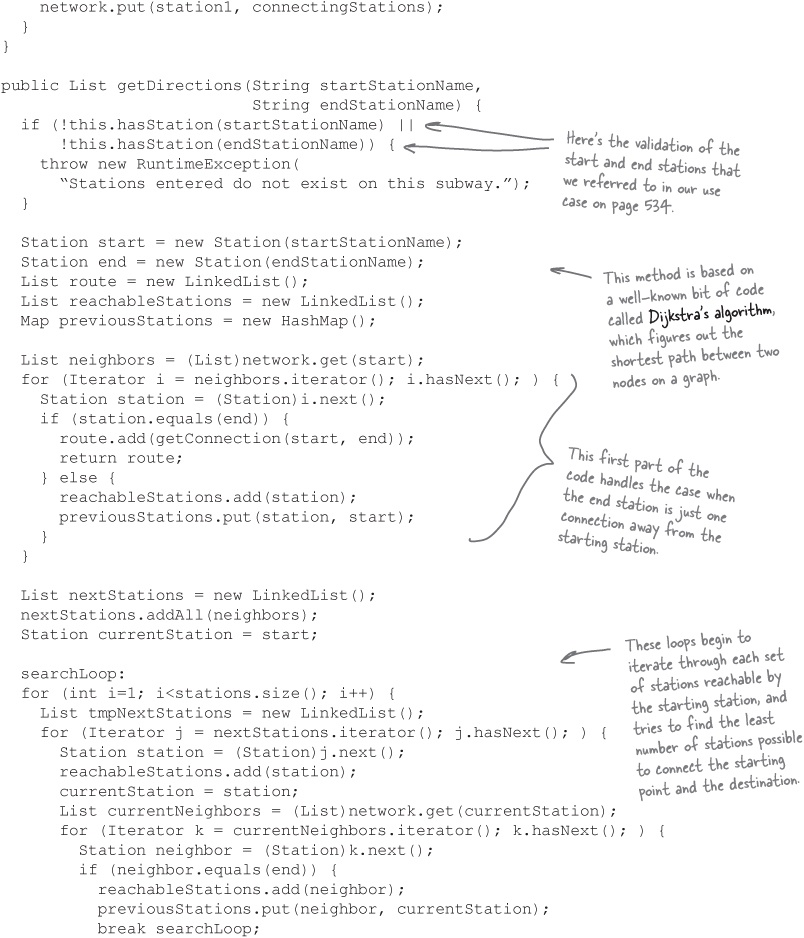 network.put(station1, connectingStations);
}
}
public List getDirections(String startStationName,
String endStationName) {
if (!this.hasStation(startStationName) ||
!this.hasStation(endStationName)) {
throw new RuntimeException(
“Stations entered do not exist on this subway.”);
}
Here's the validation of the
start and end stations that
we referred to in our use
case on page 534.
Station start = new Station(startStationName);
Station end = new Station(endStationName);
List route = new LinkedList();
List reachableStations = new LinkedList();
Map previousStations = new HashMap();
This method is based on
a well-known bit of code
called Dijkstra's algorithm,
which figures out the
shortest path between two
nodes on a graph.
List neighbors = (List)network.get(start);
for (Iterator i = neighbors.iterator(); i.hasNext(); ) {
Station station = (Station)i.next();
if (station.equals(end)) {
route.add(getConnection(start, end));
return route;
} else {
reachableStations.add(station);
previousStations.put(station, start);
}
}
This first part of the
code handles the case when
the end station is just one
connection away from the
starting station.
List nextStations = new LinkedList();
nextStations.addAll(neighbors);
Station currentStation = start;
searchLoop:
for (int i=1; i<stations.size(); i++) {
List tmpNextStations = new LinkedList();
for (Iterator j = nextStations.iterator(); j.hasNext(); ) {
Station station = (Station)j.next();
reachableStations.add(station);
currentStation = station;
List currentNeighbors = (List)network.get(currentStation);
for (Iterator k = currentNeighbors.iterator(); k.hasNext(); ) {
Station neighbor = (Station)k.next();
if (neighbor.equals(end)) {
reachableStations.add(neighbor);
previousStations.put(neighbor, currentStation);
break searchLoop;
These loops begin to
iterate through each set
of stations reachable by
the starting station, and
tries to find the least
number of stations possible
to connect the starting
point and the destination.